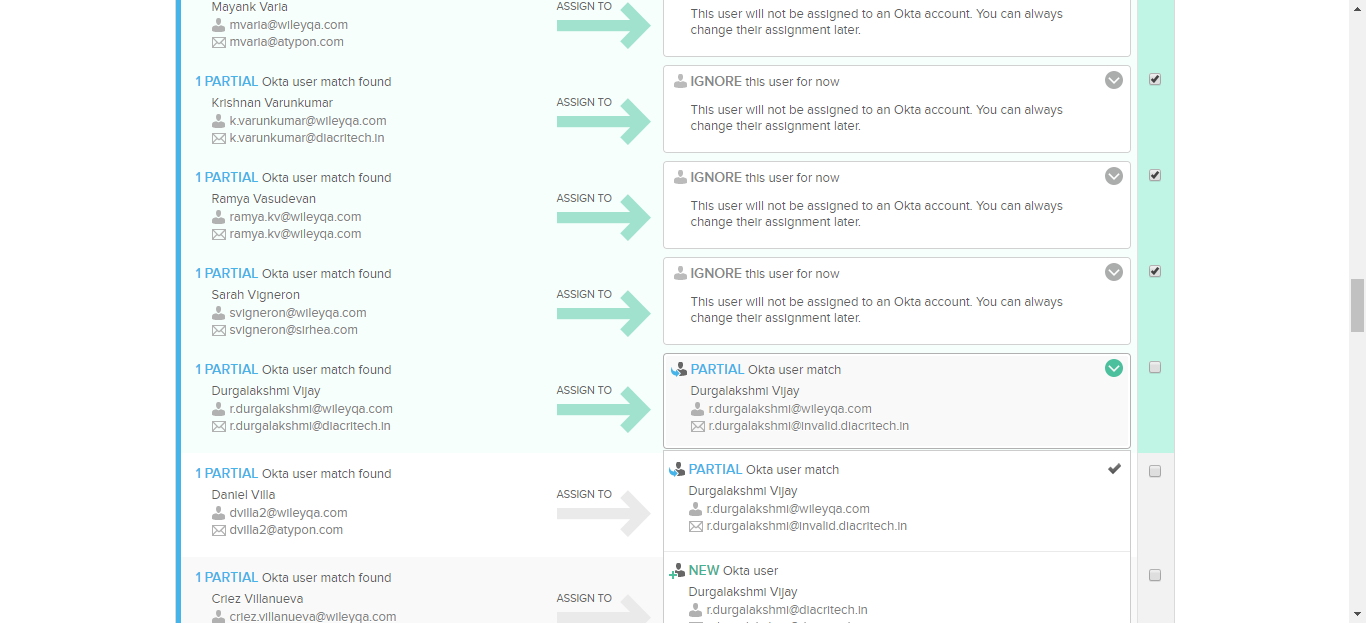 Mayank Varia
mvaria@wileyqa.com
mvaria@atypon.com
ASSIGN TO
This user will not be assigned to an Okta account. You can always
change their assignment later.
1 PARTIAL Okta user match found
Krishnan Varunkumar
k.varunkumar@wileyqa.com
k.varunkumar@diacritech.in
ASSIGN TO
IGNORE this user for now
This user will not be assigned to an Okta account. You can always
change their assignment later.
1 PARTIAL Okta user match found
Ramya Vasudevan
ramya.kv@wileyqa.com
ramya.kv@wileyqa.com
ASSIGN TO
IGNORE this user for now
This user will not be assigned to an Okta account. You can always
change their assignment later.
1 PARTIAL Okta user match found
Sarah Vigneron
svigneron@wileyqa.com
svigneron@sirhea.com
ASSIGN TO
IGNORE this user for now
This user will not be assigned to an Okta account. You can always
change their assignment later.
1 PARTIAL Okta user match found
Durgalakshmi Vijay
r.durgalakshmi@wileyqa.com
r.durgalakshmi@diacritech.in
ASSIGN TO
PARTIAL Okta user match
Durgalakshmi Vijay
r.durgalakshmi@wileyqa.com
r.durgalakshmi@invalid.diacritech.in
1 PARTIAL Okta user match found
Daniel Villa
dvilla2@wileyqa.com
dvilla2@atypon.com
ASSIGN TO
PARTIAL Okta user match
Durgalakshmi Vijay
r.durgalakshmi@wileyqa.com
r.durgalakshmi@invalid.diacritech.in
1 PARTIAL Okta user match found
Criez Villanueva
criez.villanueva@wileyqa.com
ASSIGN TO
NEW Okta user
Durgalakshmi Vijay
r.durgalakshmi@diacritech.in